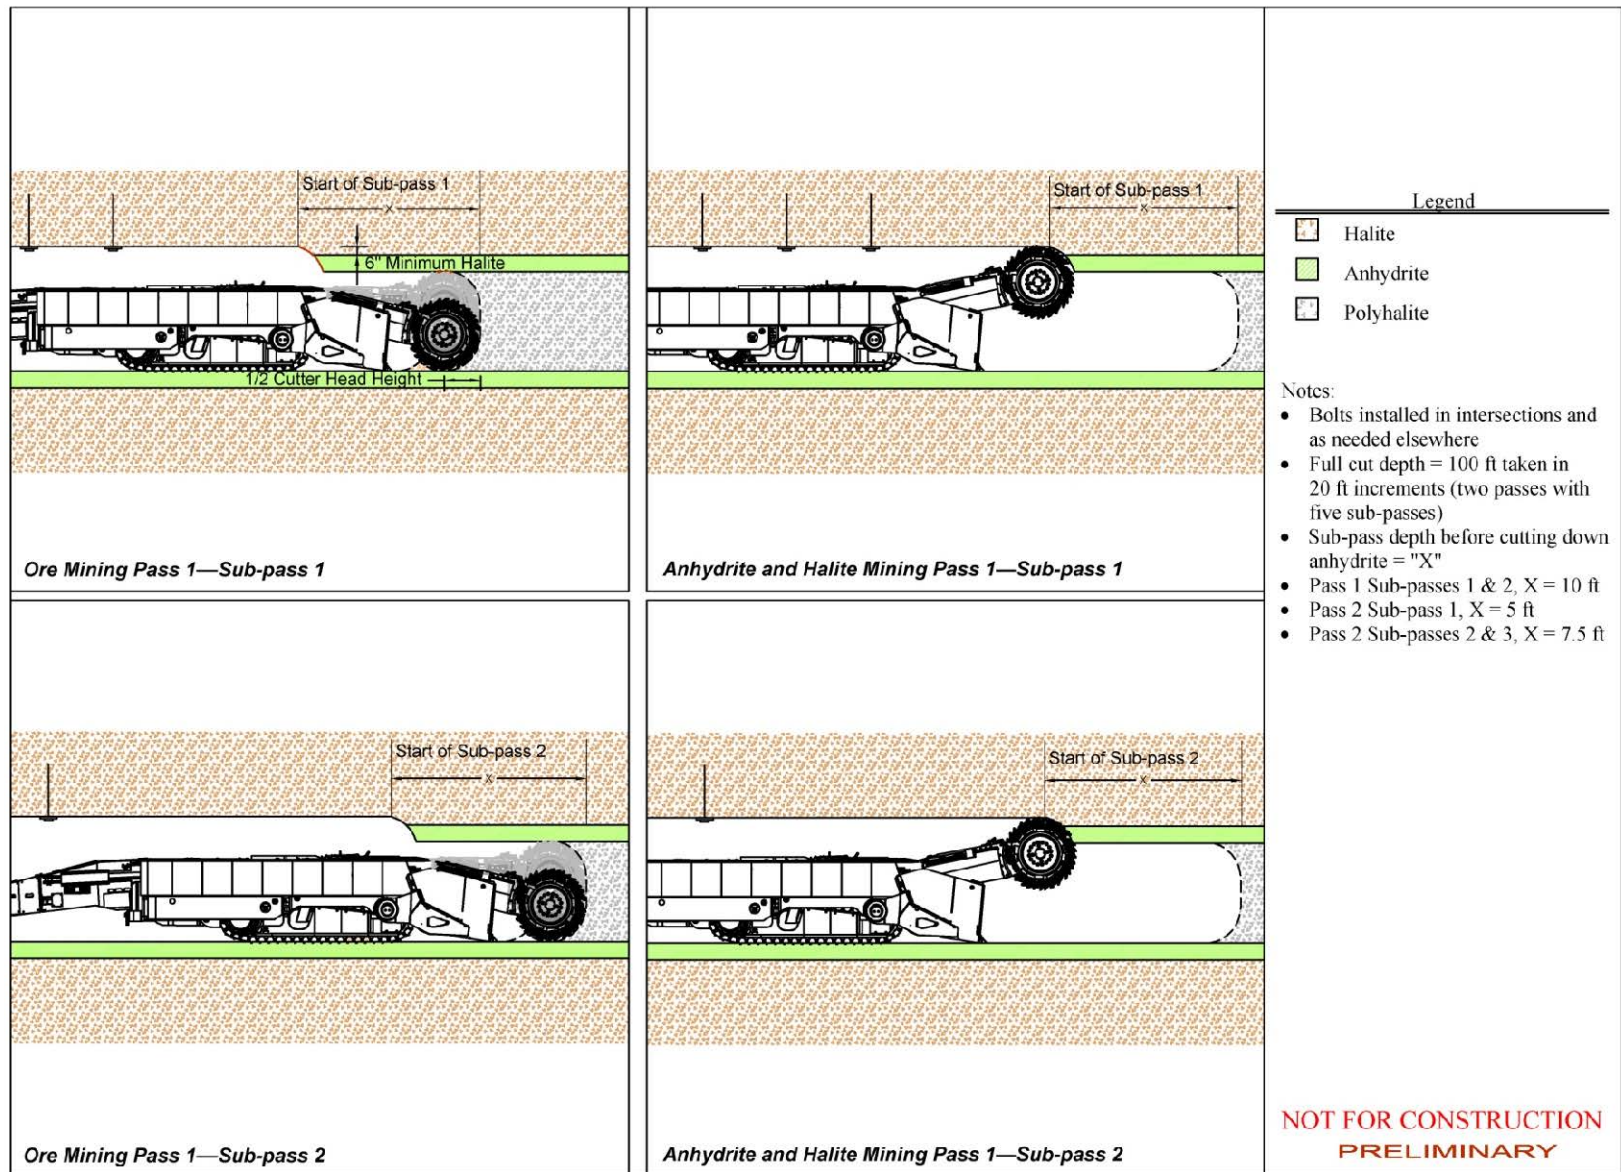 Start of Sub-pass 1
X
6" Minimum Halite
1/2 Cutter Head Height
Ore Mining Pass 1—Sub-pass 1
Start of Sub-pass 1
X
Anhydrite and Halite Mining Pass 1—Sub-pass 1
Start of Sub-pass 2
X
Ore Mining Pass 1—Sub-pass 2
Start of Sub-pass 2
X
Anhydrite and Halite Mining Pass 1—Sub-pass 2
Legend
Halite
Anhydrite
Polyhalite
Notes:
• Bolts installed in intersections and
as needed elsewhere
• Full cut depth = 100 ft taken in
20 ft increments (two passes with
five sub-passes)
• Sub-pass depth before cutting down
anhydrite = "X"
• Pass 1 Sub-passes 1 & 2, X = 10 ft
• Pass 2 Sub-pass 1, X = 5 ft
• Pass 2 Sub-passes 2 & 3, X = 7.5 ft
NOT FOR CONSTRUCTION
PRELIMINARY